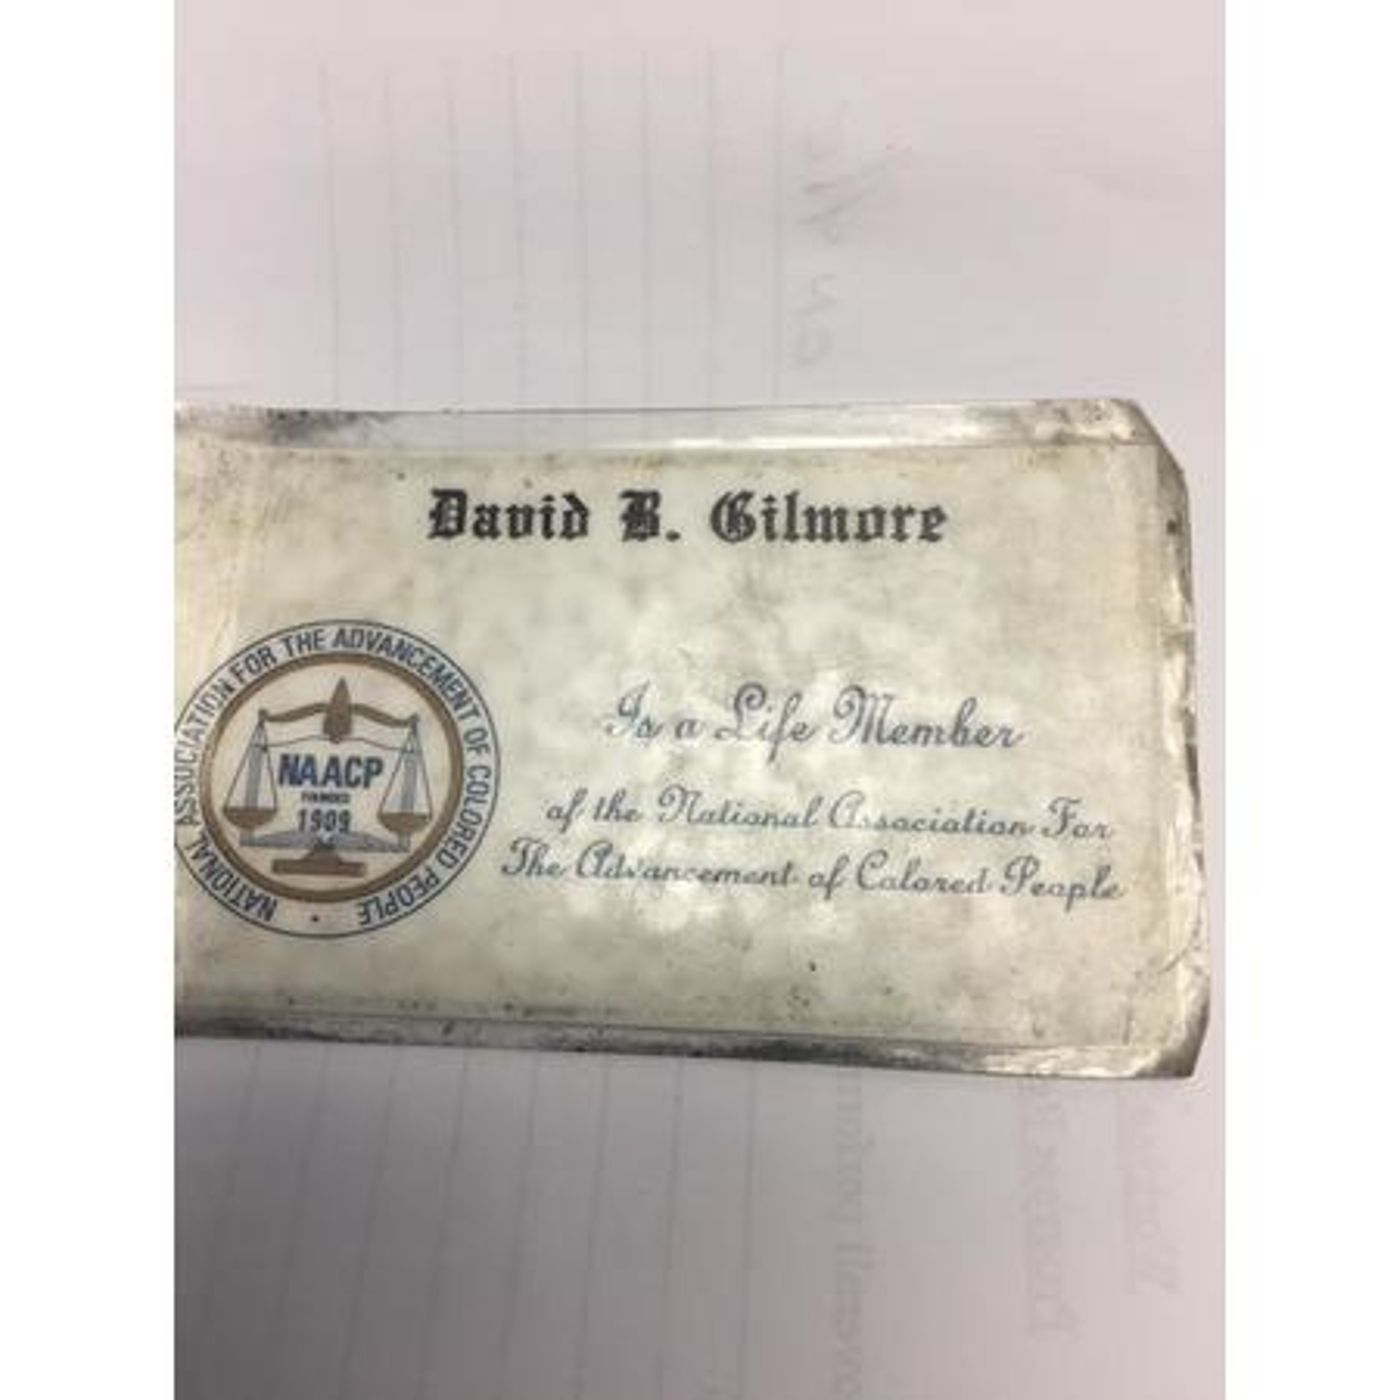 David B. Gilmore
NATIONAL ASSOCIATION FOR THE ADVANCEMENT OF COLORED PEOPLE
NAACP
FOUNDED
1909
Is a Life Member
of the National Association For
The Advancement of Colored People